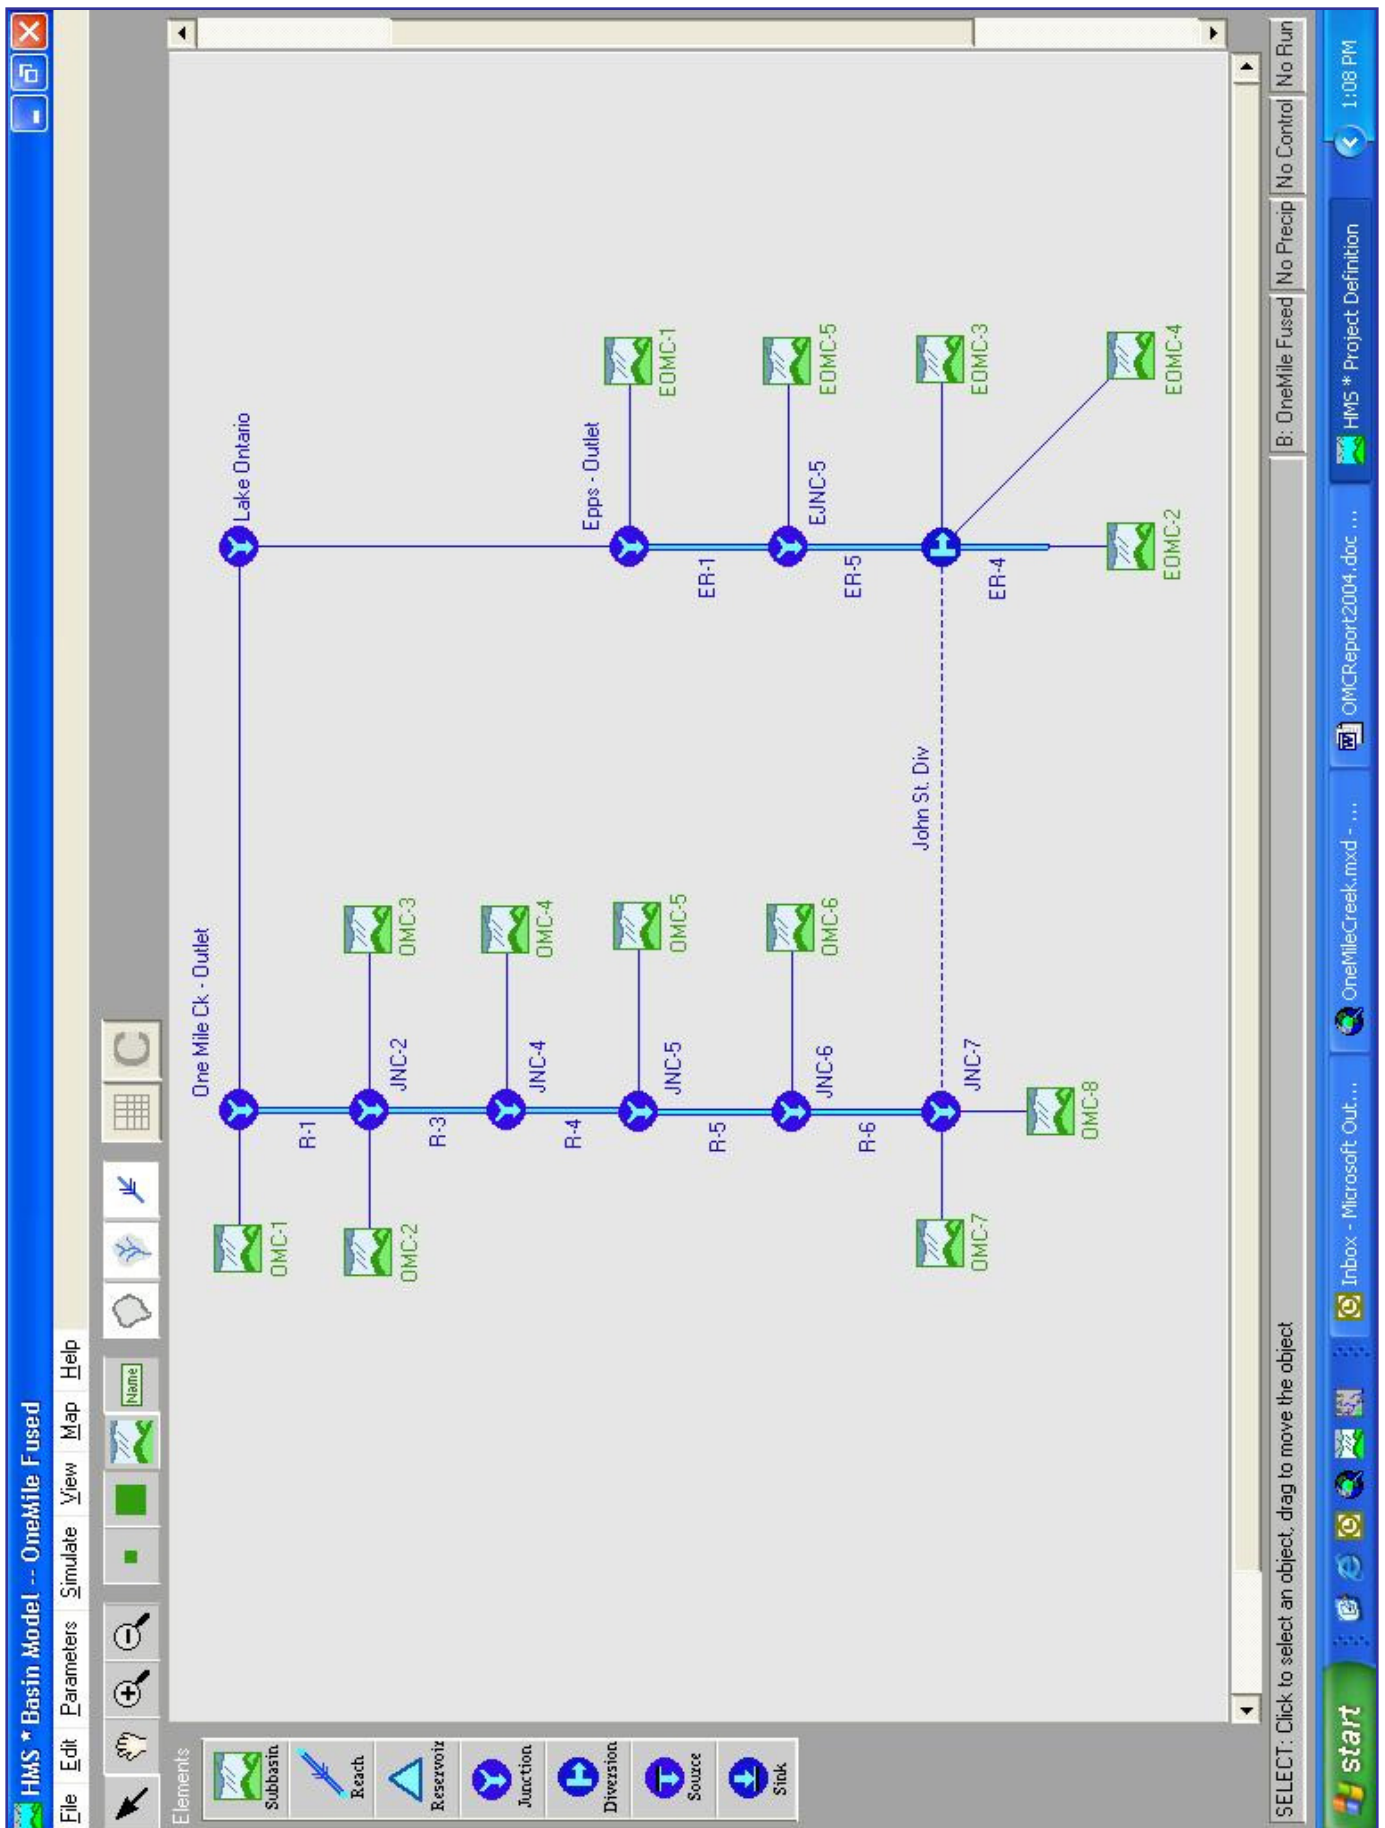 HMS * Basin Model -- OneMile Fused
File Edit Parameters Simulate View Map Help
Name
C
Elements
Subbasin
Reach
Reservoir
Junction
Diversion
Source
Sink
One Mile Ck - Outlet
Lake Ontario
OMC-1
R-1
JNC-2
OMC-2
OMC-3
R-3
JNC-4
OMC-4
R-4
JNC-5
OMC-5
R-5
JNC-6
OMC-6
R-6
JNC-7
OMC-7
OMC-8
John St. Div
Epps - Outlet
EOMC-1
ER-1
EJNC-5
EOMC-5
ER-5
EOMC-3
ER-4
EOMC-2
EOMC-4
SELECT: Click to select an object, drag to move the object
B: OneMile Fused
No Precip
No Control
No Run
start
Inbox - Microsoft Out...
OneMileCreek.mxd - ...
OMCReport2004.doc ...
HMS * Project Definition
1:08 PM